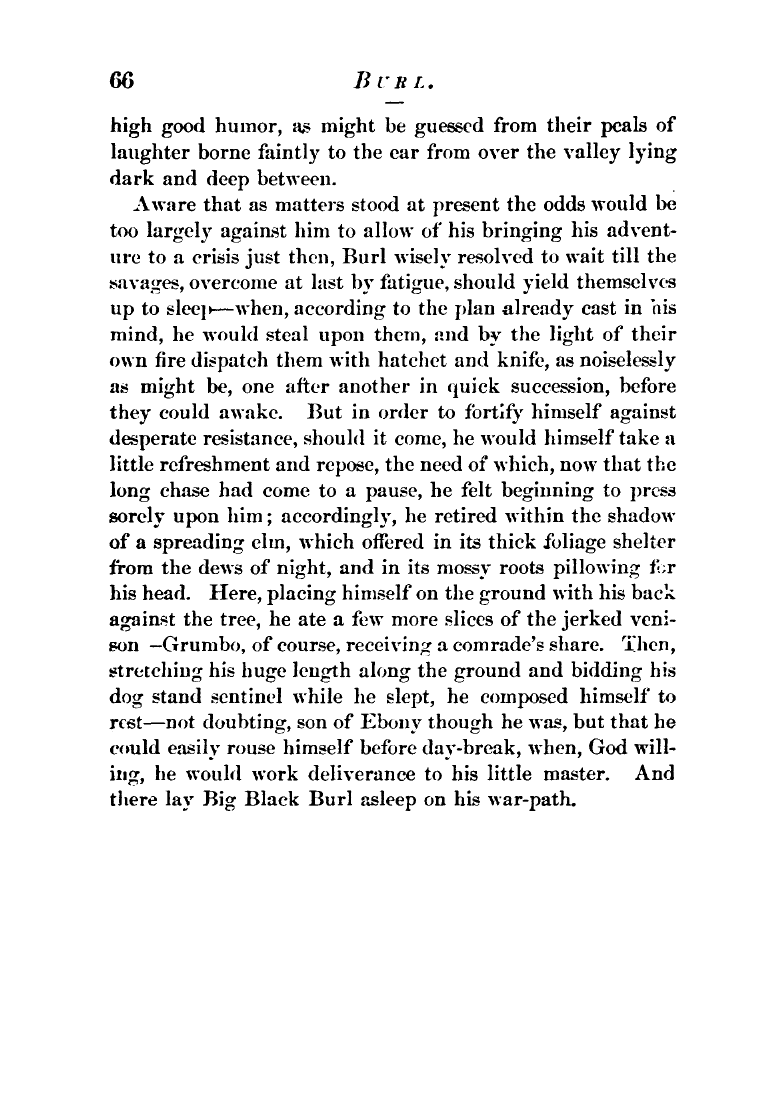 66 BURL.
high good humor, as might be guessed from their peals of
laughter borne faintly to the ear from over the valley lying
dark and deep between.
Aware that as matters stood at present the odds would be
too largely against him to allow of his bringing his advent-
ure to a crisis just then, Burl wisely resolved to wait till the
savages, overcome at last by fatigue, should yield themselves
up to sleep—when, according to the plan already cast in his
mind, he would steal upon them, and by the light of their
own fire dispatch them with hatchet and knife, as noiselessly
as might be, one after another in quick succession, before
they could awake. But in order to fortify himself against
desperate resistance, should it come, he would himself take a
little refreshment and repose, the need of which, now that the
long chase had come to a pause, he felt beginning to press
sorely upon him; accordingly, he retired within the shadow
of a spreading elm, which offered in its thick foliage shelter
from the dews of night, and in its mossy roots pillowing for
his head. Here, placing himself on the ground with his back
against the tree, he ate a few more slices of the jerked veni-
son—Grumbo, of course, receiving a comrade's share. Then,
stretching his huge length along the ground and bidding his
dog stand sentinel while he slept, he composed himself to
rest—not doubting, son of Ebony though he was, but that he
could easily rouse himself before day-break, when, God will-
ing, he would work deliverance to his little master. And
there lay Big Black Burl asleep on his war-path.